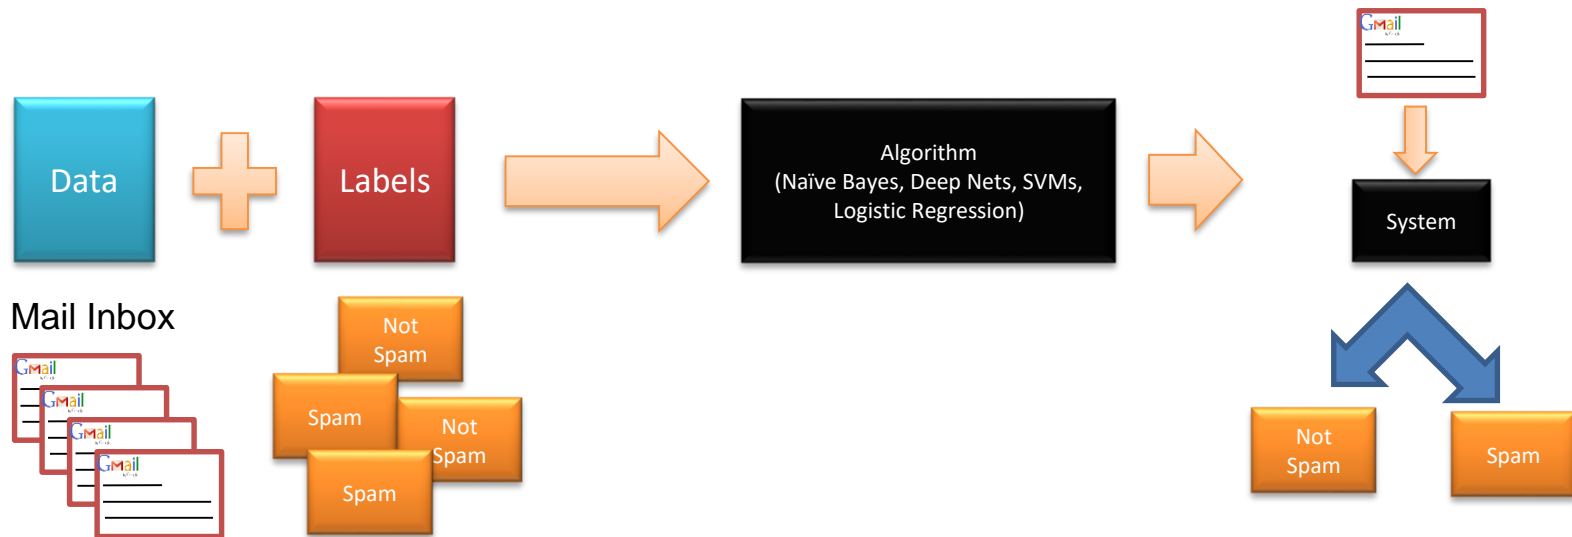 Gmail
Data
Labels
Algorithm
(Naïve Bayes, Deep Nets, SVMs,
Logistic Regression)
System
Mail Inbox
Gmail
Gmail
Gmail
Gmail
Not
Spam
Spam
Not
Spam
Spam
Not
Spam
Spam